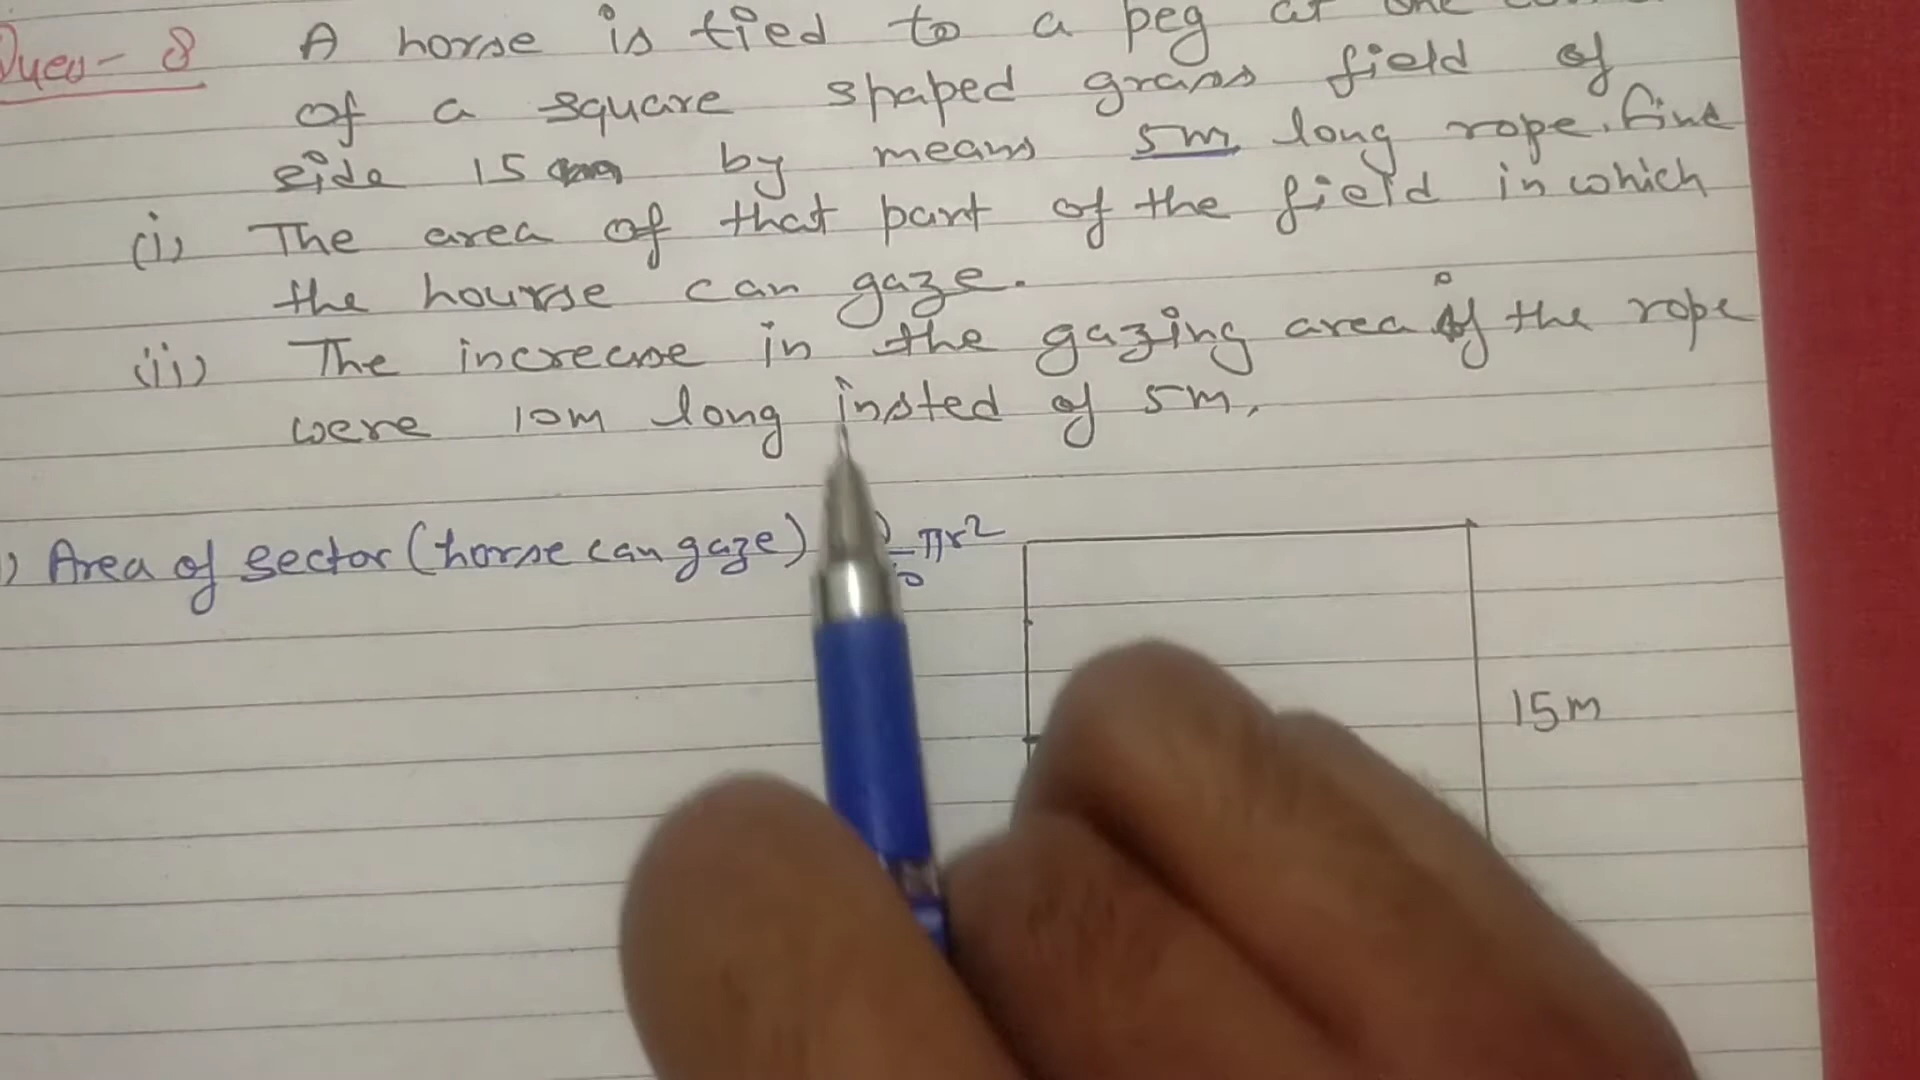 Ques- 8 A horse is tied to a peg at one
of a square shaped grass field of
side 15 by means 5m long rope. find
(i) The area of that part of the field in which
the hourse can gaze.
(ii) The increase in the gazing area if the rope
were 10m long insted of 5m.
) Area of sector (horse can gaze) πr²
15m